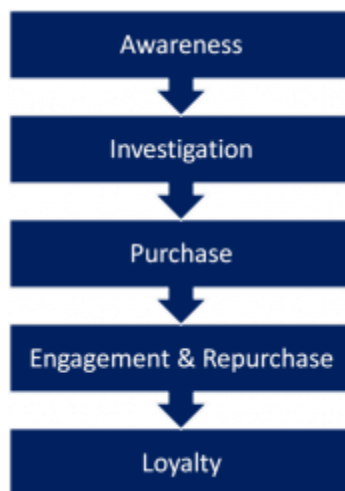 Awareness
Investigation
Purchase
Engagement & Repurchase
Loyalty